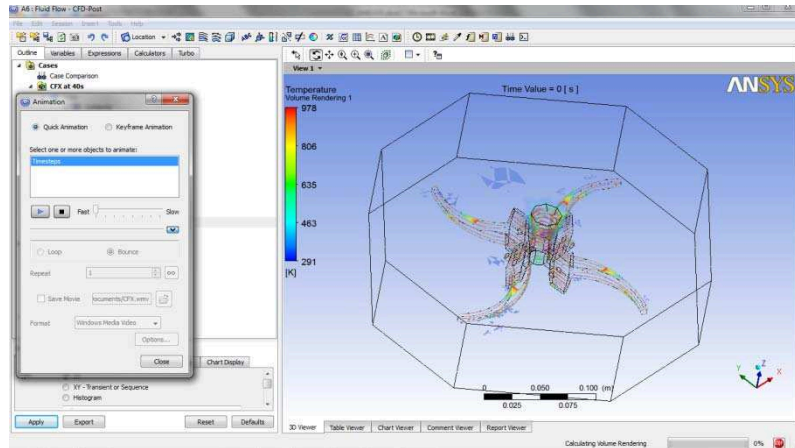 A6 : Fluid Flow - CFD-Post
File Edit Session Insert Tools Help
Location
Outline Variables Expressions Calculators Turbo
Cases
Case Comparison
CFX at 40s
Animation
Quick Animation Keyframe Animation
Select one or more objects to animate:
Timesteps
Fast Slow
Loop Bounce
Repeat 1
Save Movie ocuments/CFX.wmv
Format Windows Media Video
Options...
Close
Chart Display
XY - Transient or Sequence
Histogram
Apply Export Reset Defaults
View 1
Temperature
Volume Rendering 1
Time Value = 0 [ s ]
ANSYS
978
806
635
463
291
[K]
Y Z X
0 0.050 0.100 (m)
0.025 0.075
3D Viewer Table Viewer Chart Viewer Comment Viewer Report Viewer
Calculating Volume Rendering 0%